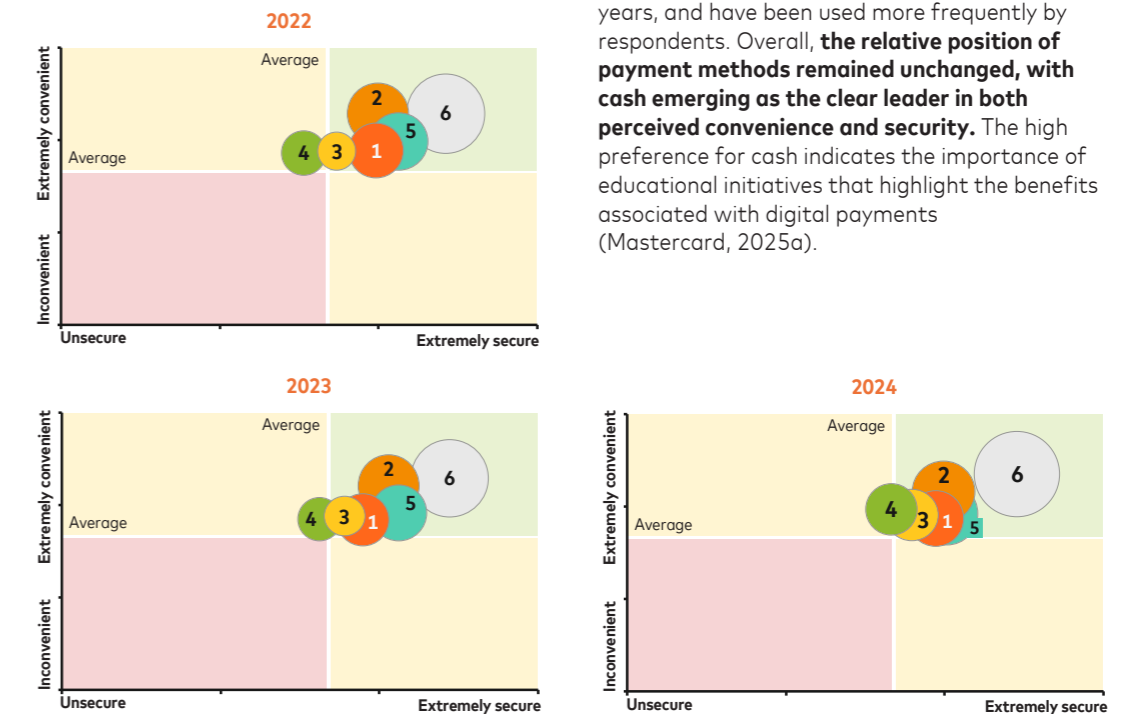 2022
Extremely convenient
Inconvenient
Average
Average
2
6
5
4
3
1
Unsecure
Extremely secure
years, and have been used more frequently by
respondents. Overall, the relative position of
payment methods remained unchanged, with
cash emerging as the clear leader in both
perceived convenience and security. The high
preference for cash indicates the importance of
educational initiatives that highlight the benefits
associated with digital payments
(Mastercard, 2025a).
2023
Extremely convenient
Inconvenient
Average
Average
2
6
5
4
3
1
Unsecure
Extremely secure
2024
Extremely convenient
Inconvenient
Average
Average
2
6
4
3
1
5
Unsecure
Extremely secure